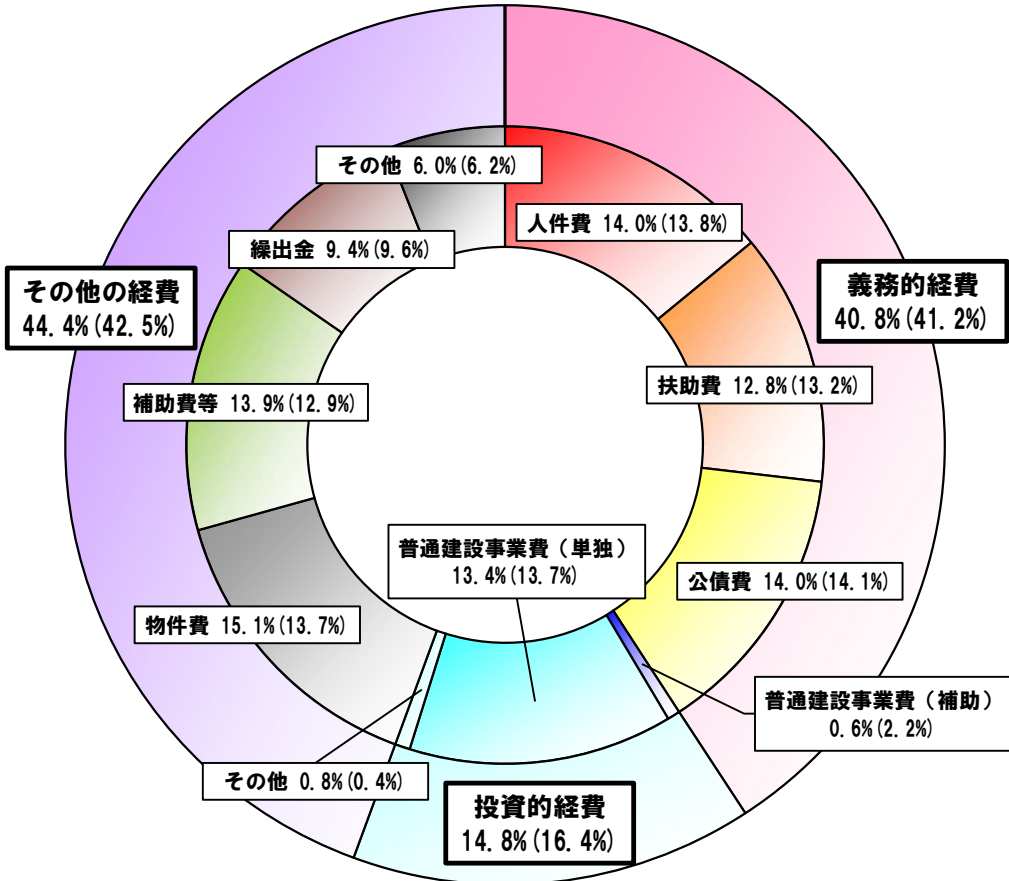 その他 6.0%(6.2%)
人件費 14.0%(13.8%)
繰出金 9.4%(9.6%)
その他の経費
44.4%(42.5%)
義務的経費
40.8%(41.2%)
扶助費 12.8%(13.2%)
補助費等 13.9%(12.9%)
普通建設事業費(単独)
13.4%(13.7%)
公債費 14.0%(14.1%)
物件費 15.1%(13.7%)
普通建設事業費(補助)
0.6%(2.2%)
その他 0.8%(0.4%)
投資的経費
14.8%(16.4%)